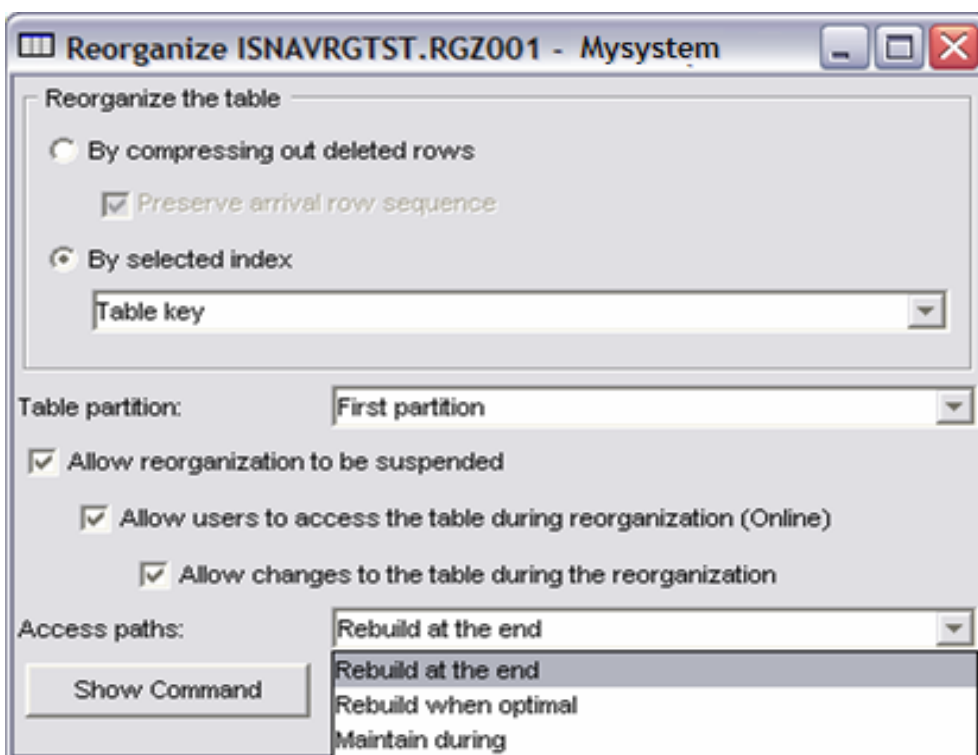 Reorganize ISNAVRGTST.RGZ001 - Mysystem
Reorganize the table
By compressing out deleted rows
Preserve arrival row sequence
By selected index
Table key
Table partition: First partition
Allow reorganization to be suspended
Allow users to access the table during reorganization (Online)
Allow changes to the table during the reorganization
Access paths: Rebuild at the end
Rebuild at the end
Show Command
Rebuild when optimal
Maintain during